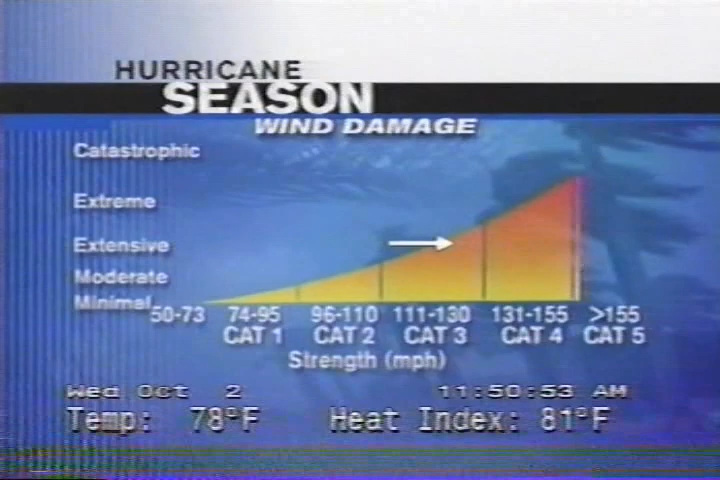 HURRICANE
SEASON
WIND DAMAGE
Catastrophic
Extreme
Extensive
Moderate
Minimal
50-73 74-95 96-110 111-130 131-155 >155
CAT 1 CAT 2 CAT 3 CAT 4 CAT 5
Strength (mph)
Wed Oct 2 11:50:53 AM
Temp: 78°F Heat Index: 81°F